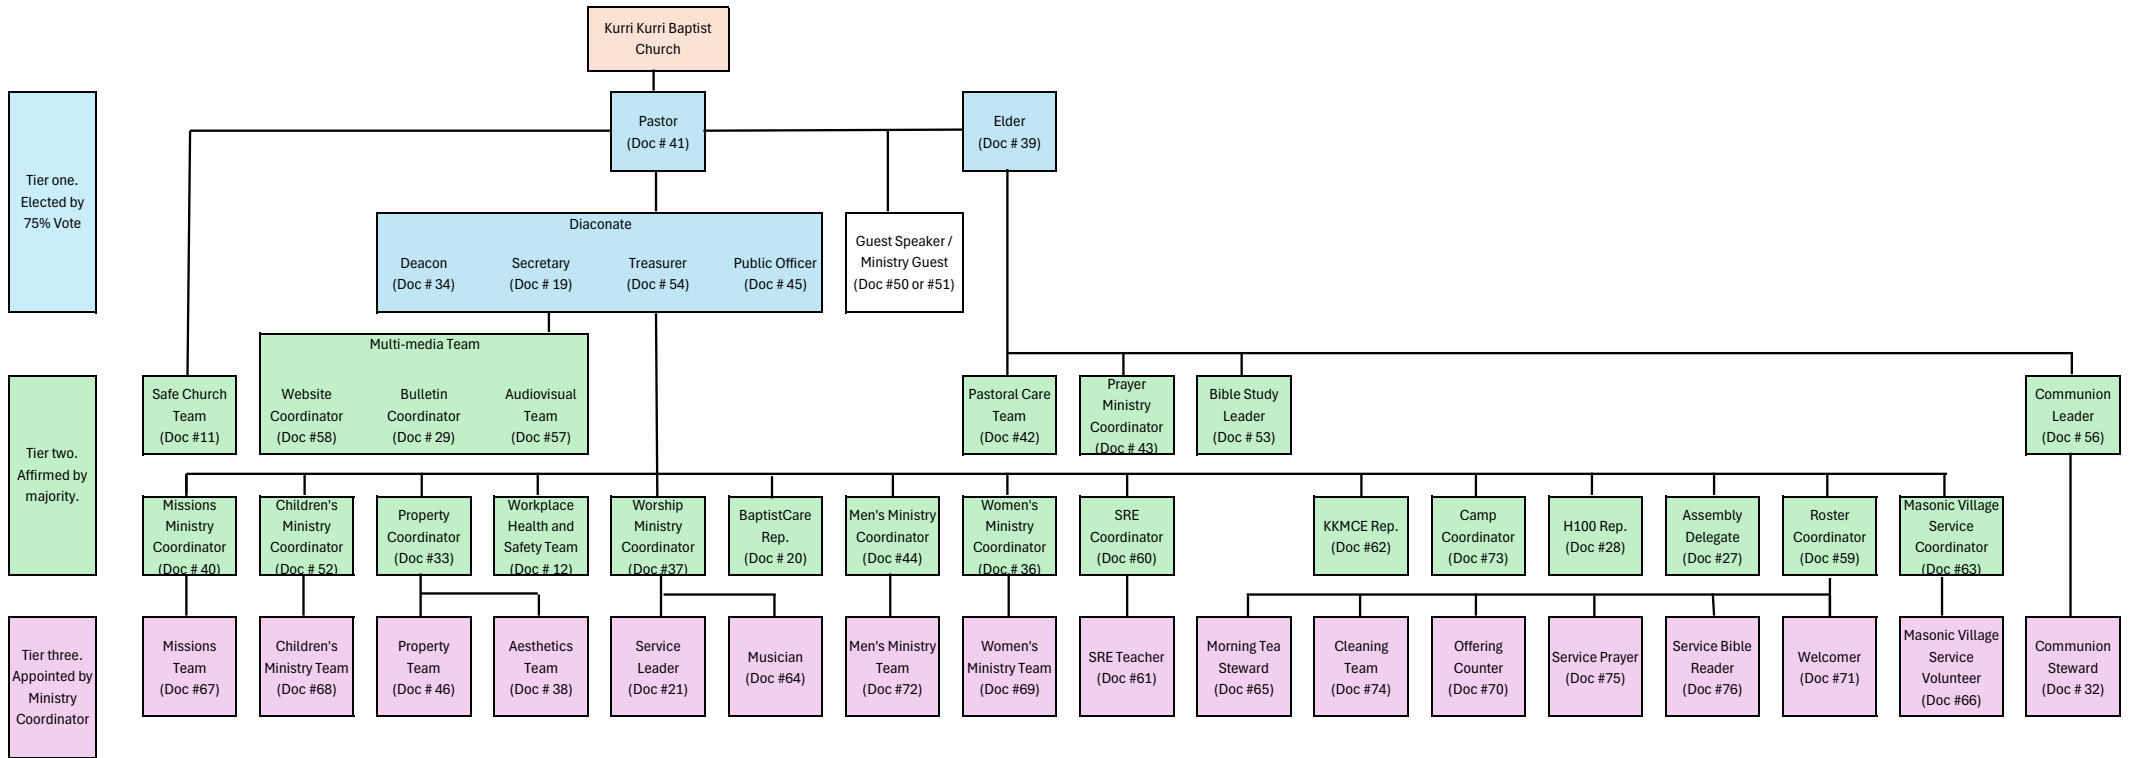 Kurri Kurri Baptist
Church
Pastor
(Doc # 41)
Elder
(Doc # 39)
Tier one.
Elected by
75% Vote
Diaconate
Deacon
(Doc # 34)
Secretary
(Doc # 19)
Treasurer
(Doc # 54)
Public Officer
(Doc # 45)
Guest Speaker /
Ministry Guest
(Doc #50 or #51)
Multi-media Team
Website
Coordinator
(Doc #58)
Bulletin
Coordinator
(Doc # 29)
Audiovisual
Team
(Doc #57)
Safe Church
Team
(Doc #11)
Pastoral Care
Team
(Doc #42)
Prayer
Ministry
Coordinator
(Doc # 43)
Bible Study
Leader
(Doc # 53)
Communion
Leader
(Doc # 56)
Tier two.
Affirmed by
majority.
Missions
Ministry
Coordinator
(Doc # 40)
Children's
Ministry
Coordinator
(Doc # 52)
Property
Coordinator
(Doc #33)
Workplace
Health and
Safety Team
(Doc # 12)
Worship
Ministry
Coordinator
(Doc #37)
BaptistCare
Rep.
(Doc # 20)
Men's Ministry
Coordinator
(Doc #44)
Women's
Ministry
Coordinator
(Doc # 36)
SRE
Coordinator
(Doc #60)
KKMCE Rep.
(Doc #62)
Camp
Coordinator
(Doc #73)
H100 Rep.
(Doc #28)
Assembly
Delegate
(Doc #27)
Roster
Coordinator
(Doc #59)
Masonic Village
Service
Coordinator
(Doc #63)
Tier three.
Appointed by
Ministry
Coordinator
Missions
Team
(Doc #67)
Children's
Ministry Team
(Doc #68)
Property
Team
(Doc # 46)
Aesthetics
Team
(Doc # 38)
Service
Leader
(Doc #21)
Musician
(Doc #64)
Men's Ministry
Team
(Doc #72)
Women's
Ministry Team
(Doc #69)
SRE Teacher
(Doc #61)
Morning Tea
Steward
(Doc #65)
Cleaning
Team
(Doc #74)
Offering
Counter
(Doc #70)
Service Prayer
(Doc #75)
Service Bible
Reader
(Doc #76)
Welcomer
(Doc #71)
Masonic Village
Service
Volunteer
(Doc #66)
Communion
Steward
(Doc # 32)